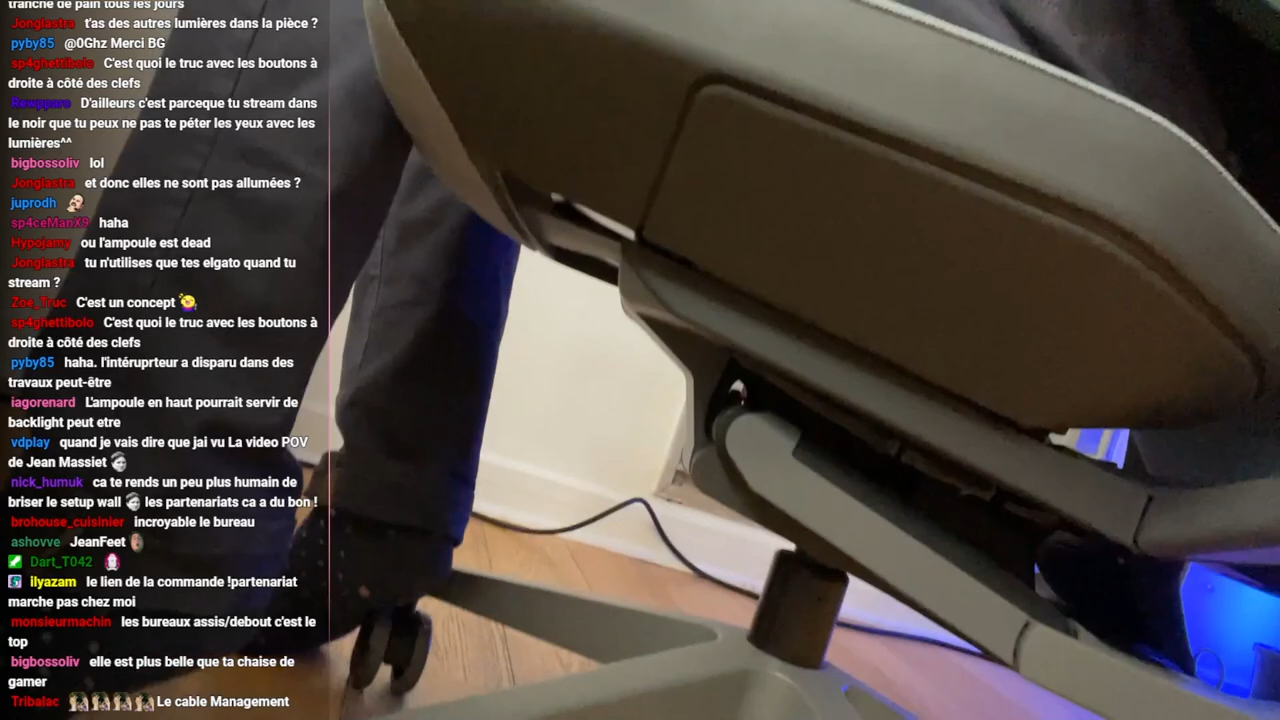 tranche de pain tous les jours
Jonglastra t'as des autres lumières dans la pièce ?
pyby85 @0Ghz Merci BG
sp4ghettibolo C'est quoi le truc avec les boutons à
droite à côté des clefs
Rowpparo D'ailleurs c'est parceque tu stream dans
le noir que tu peux ne pas te péter les yeux avec les
lumières^^
bigbossoliv lol
Jonglastra et donc elles ne sont pas allumées ?
juprodh
sp4ceManX9 haha
Hypojamy ou l'ampoule est dead
Jonglastra tu n'utilises que tes elgato quand tu
stream ?
Zoe_Truc C'est un concept
sp4ghettibolo C'est quoi le truc avec les boutons à
droite à côté des clefs
pyby85 haha. l'intéruprteur a disparu dans des
travaux peut-être
iagorenard L'ampoule en haut pourrait servir de
backlight peut etre
vdplay quand je vais dire que jai vu La video POV
de Jean Massiet
nick_humuk ca te rends un peu plus humain de
briser le setup wall les partenariats ca a du bon !
brohouse_cuisinier incroyable le bureau
ashovve JeanFeet
Dart_T042
ilyazam le lien de la commande !partenariat
marche pas chez moi
monsieurmachin les bureaux assis/debout c'est le
top
bigbossoliv elle est plus belle que ta chaise de
gamer
Tribalac Le cable Management